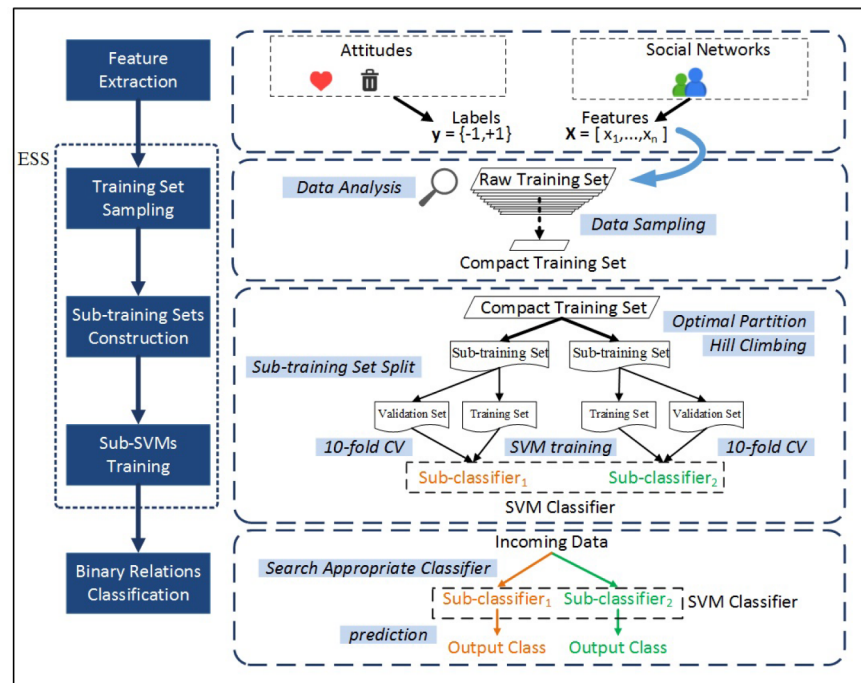 Feature
Extraction
ESS
Training Set
Sampling
Sub-training Sets
Construction
Sub-SVMs
Training
Binary Relations
Classification
Attitudes
Social Networks
Labels
y = {-1,+1}
Features
X = [ x₁,...,xₙ ]
Data Analysis
Raw Training Set
Data Sampling
Compact Training Set
Compact Training Set
Optimal Partition
Hill Climbing
Sub-training Set Split
Sub-training Set
Sub-training Set
Validation Set
Training Set
Training Set
Validation Set
10-fold CV
SVM training
10-fold CV
Sub-classifier₁
Sub-classifier₂
SVM Classifier
Incoming Data
Search Appropriate Classifier
Sub-classifier₁
Sub-classifier₂
SVM Classifier
prediction
Output Class
Output Class